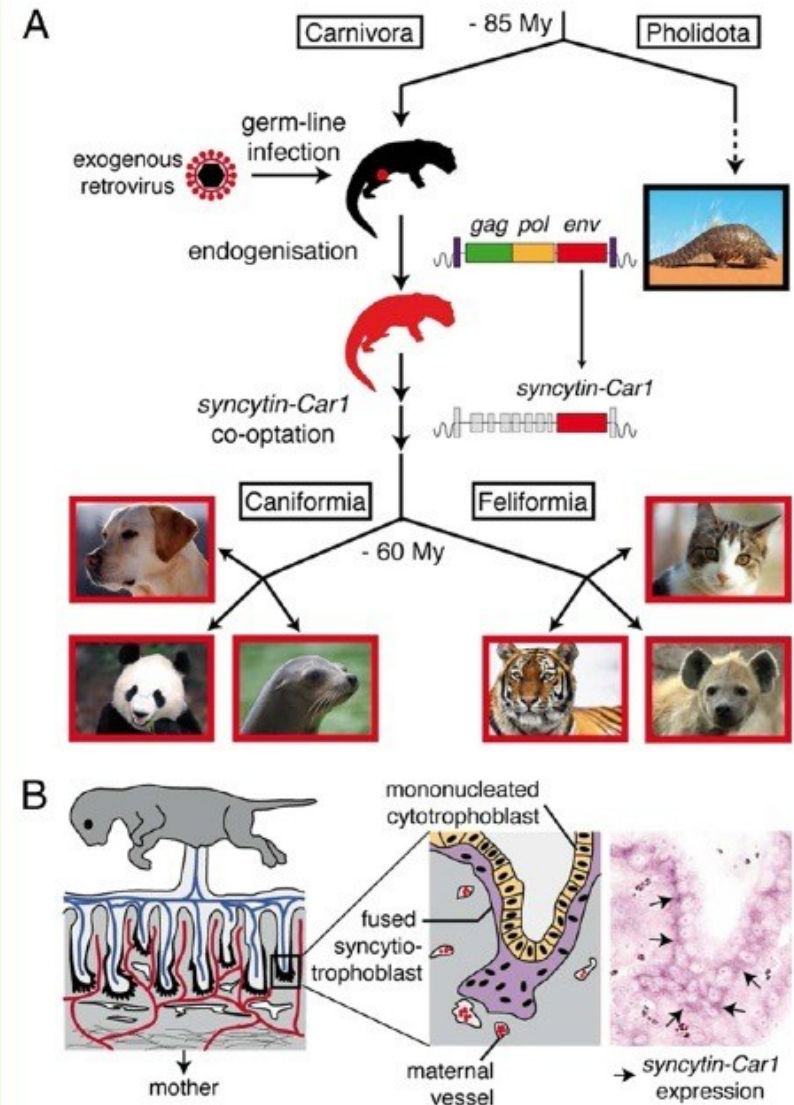 A
Carnivora
- 85 My
Pholidota
exogenous
retrovirus
germ-line
infection
endogenisation
gag pol env
syncytin-Car1
co-optation
syncytin-Car1
Caniformia
Feliformia
- 60 My
B
mononucleated
cytotrophoblast
fused
syncytio-
trophoblast
maternal
vessel
mother
syncytin-Car1
expression